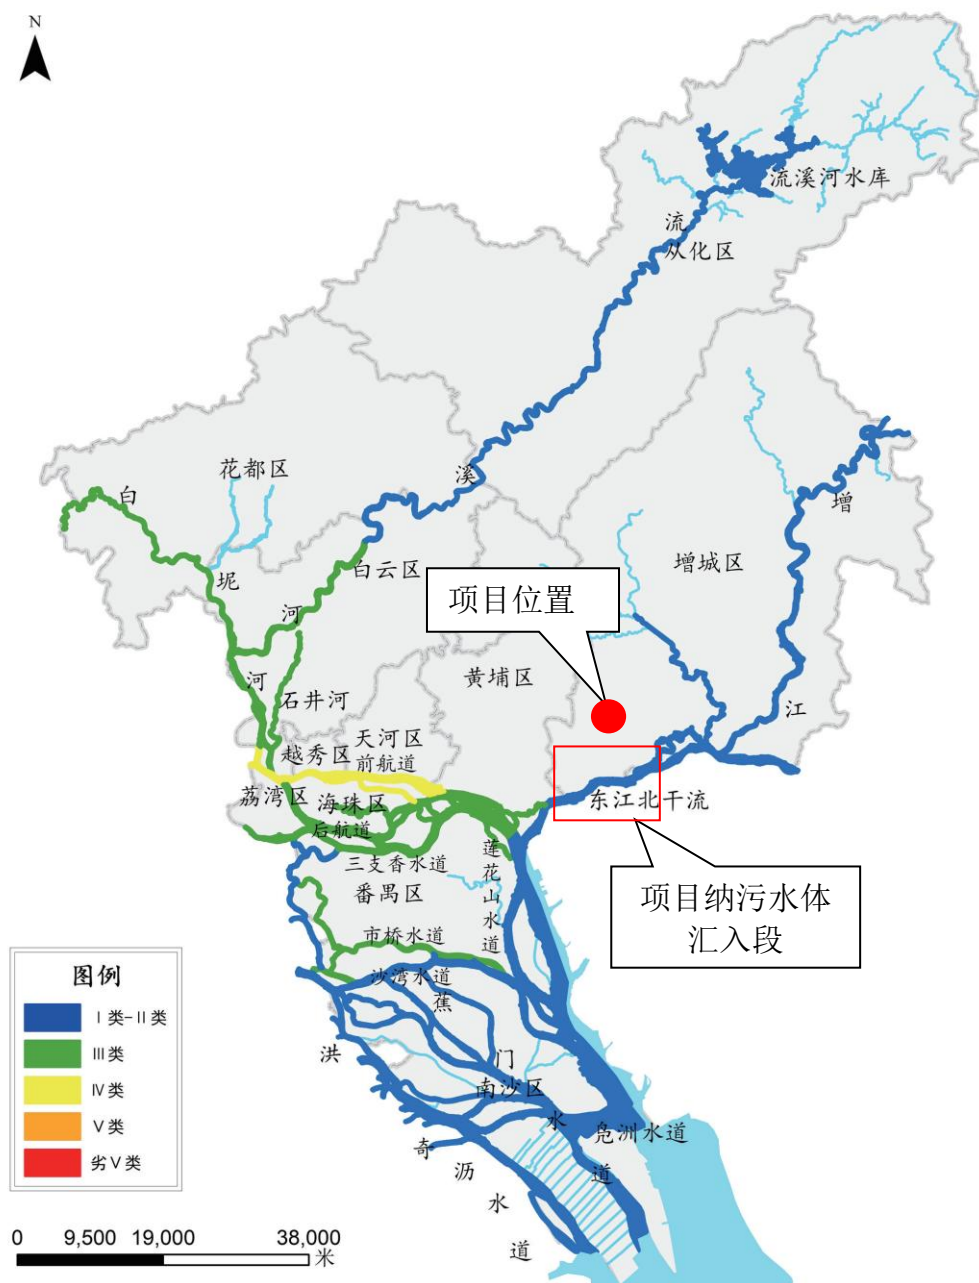 N
流溪河水库
流
从化区
花都区
溪
白
增
坭
白云区
增城区
项目位置
河
河
石井河
黄埔区
江
越秀区
天河区
前航道
荔湾区
海珠区
后航道
东江北干流
三支香水道
莲花山水道
番禺区
项目纳污水体
汇入段
市桥水道
沙湾水道
蕉
图例
Ⅰ类-Ⅱ类
Ⅲ类
Ⅳ类
Ⅴ类
劣Ⅴ类
洪
门
南沙区
水
凫洲水道
奇
沥
道
水
道
0 9,500 19,000 38,000
米